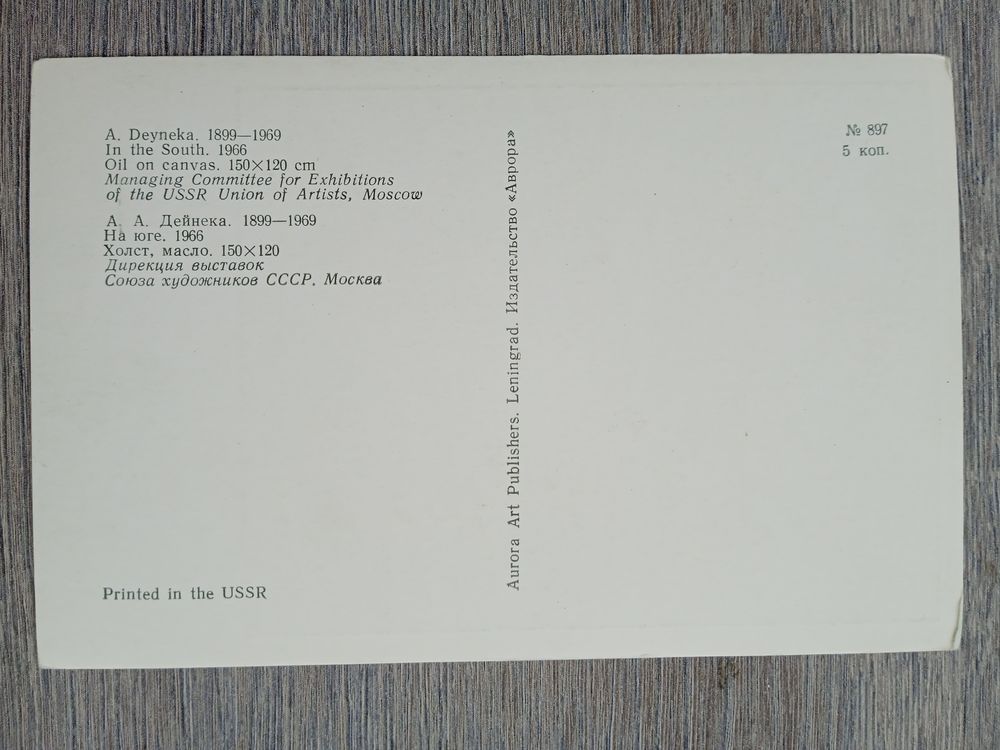 A. Deyneka. 1899—1969
In the South. 1966
Oil on canvas. 150×120 cm
Managing Committee for Exhibitions
of the USSR Union of Artists, Moscow
А. А. Дейнека. 1899—1969
На юге. 1966
Холст, масло. 150×120
Дирекция выставок
Союза художников СССР, Москва
Printed in the USSR
Aurora Art Publishers. Leningrad. Издательство «Аврора»
№ 897
5 коп.